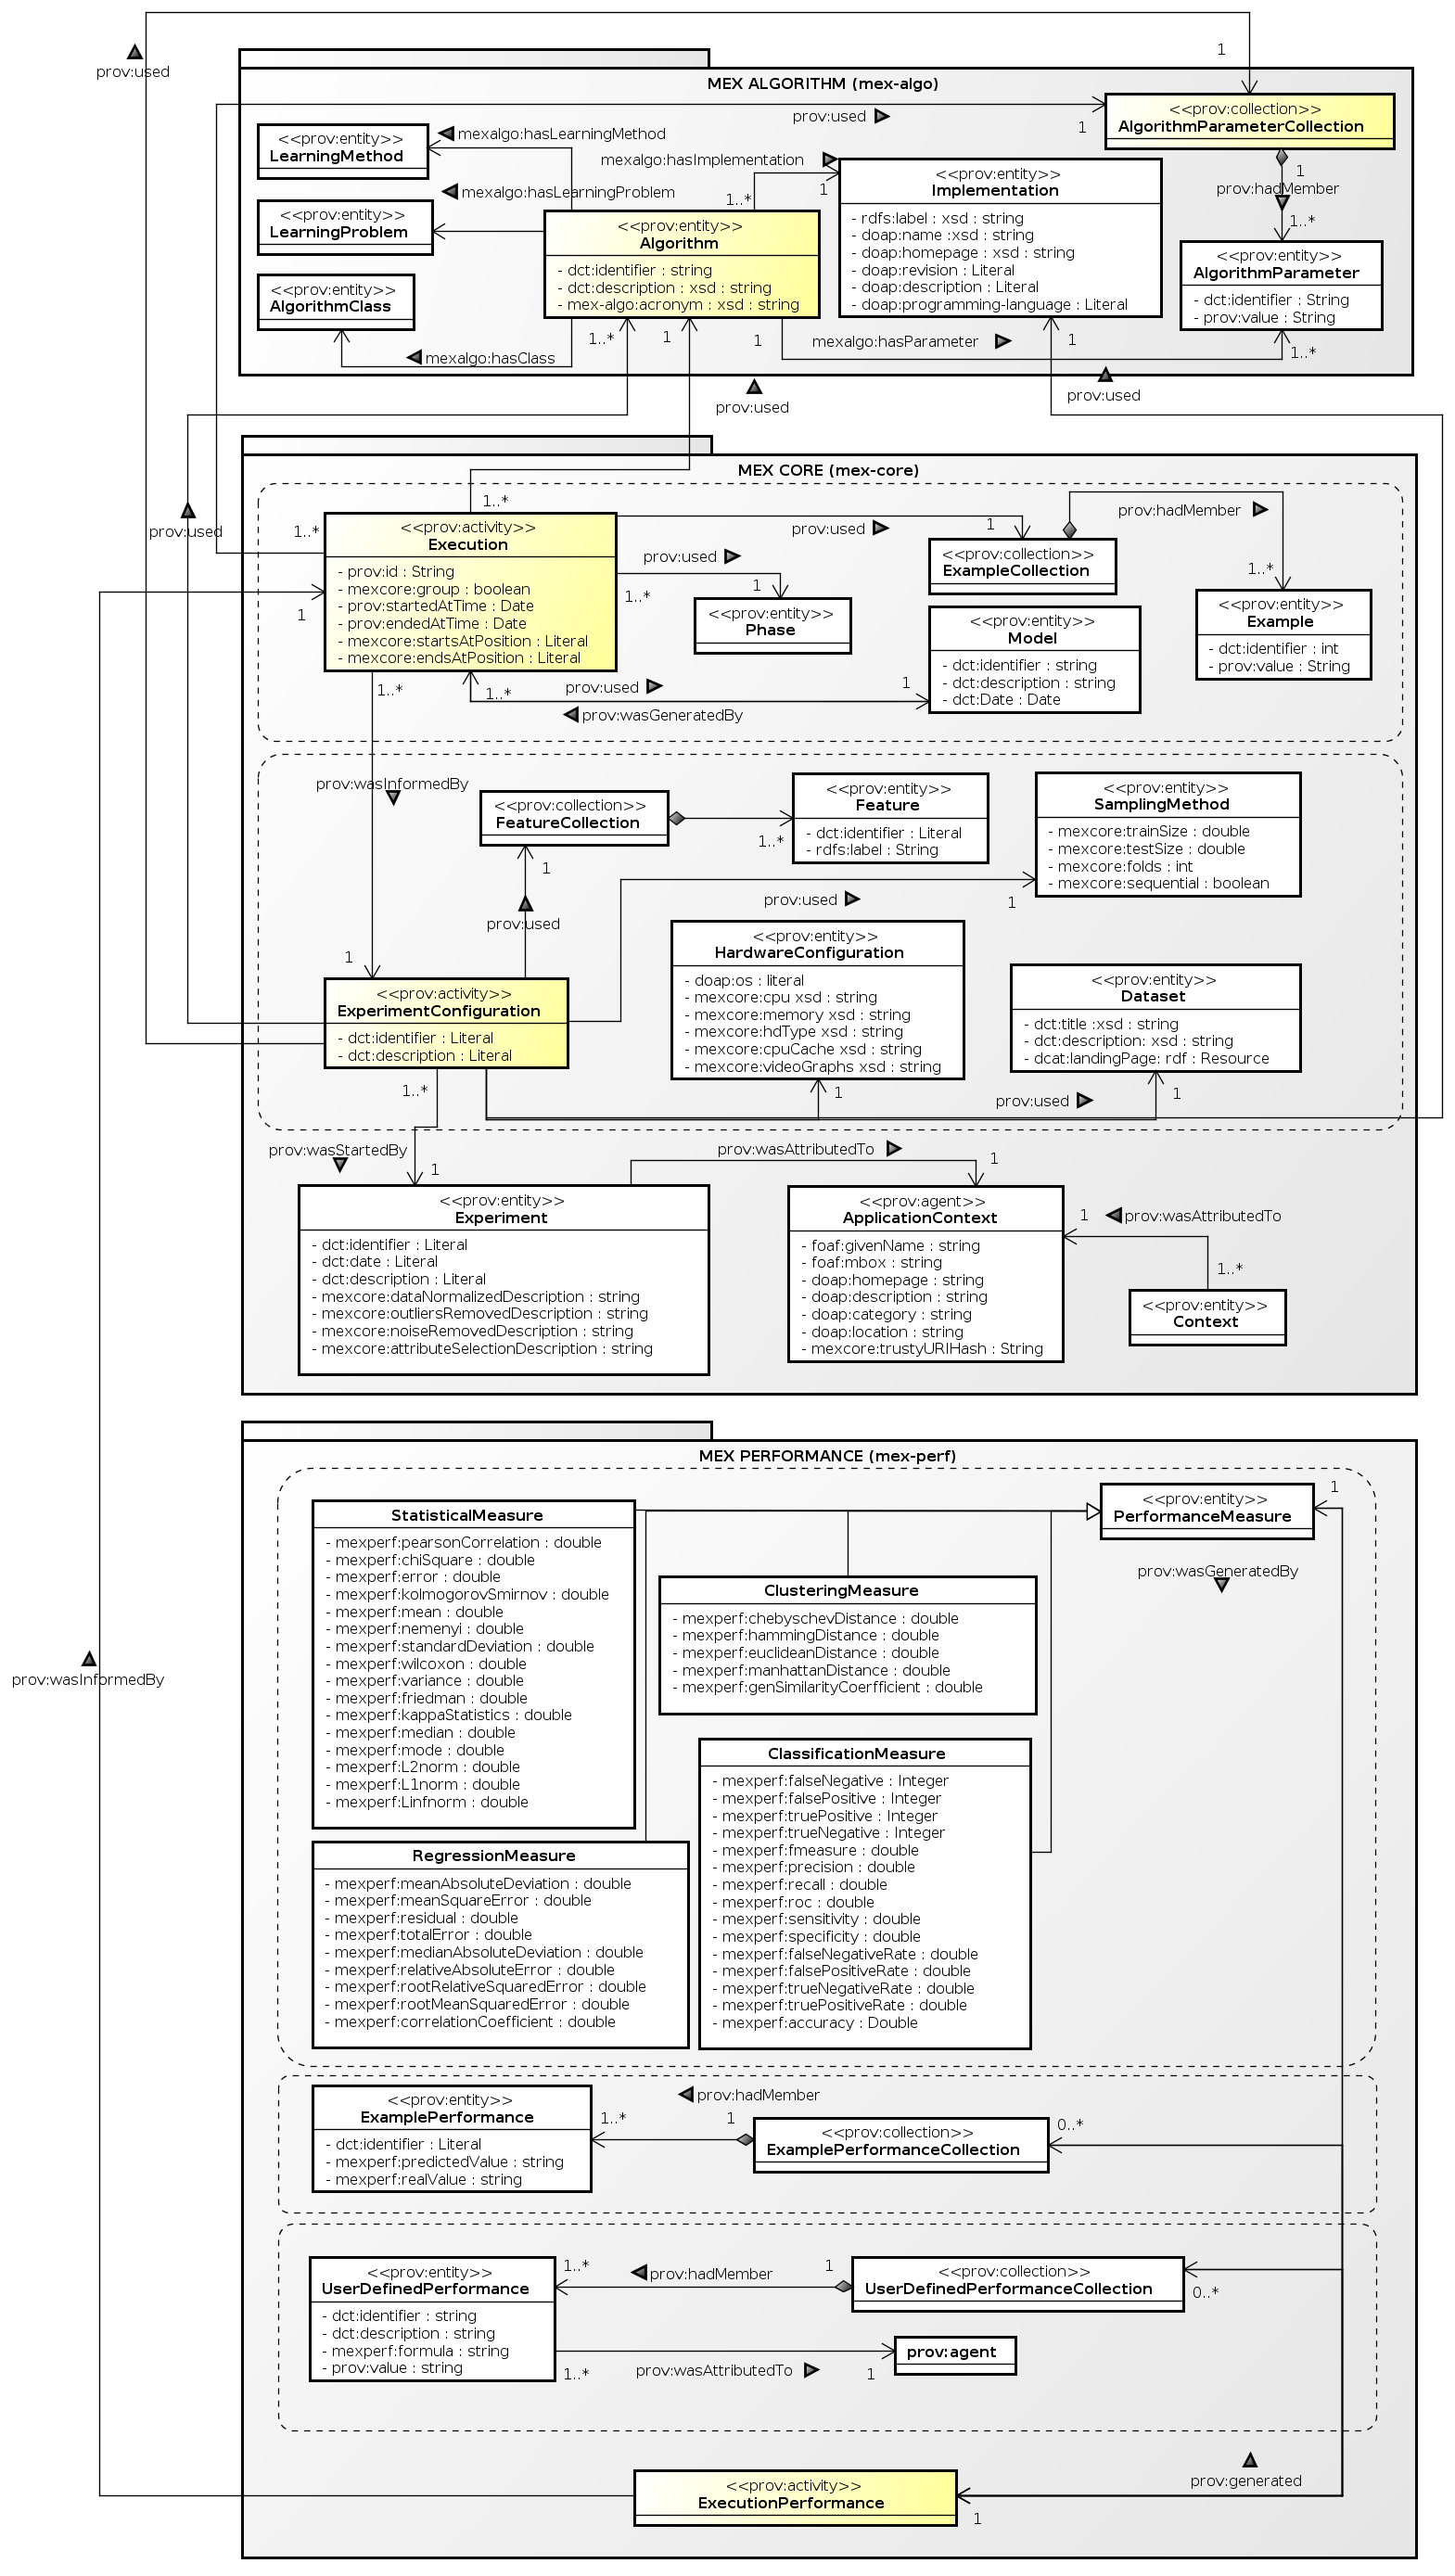 1
prov:used
MEX ALGORITHM (mex-algo)
<<prov:collection>>
AlgorithmParameterCollection
prov:used
1
<<prov:entity>>
LearningMethod
mexalgo:hasLearningMethod
mexalgo:hasImplementation
1
1..*
<<prov:entity>>
Implementation
- rdfs:label : xsd : string
- doap:name :xsd : string
- doap:homepage : xsd : string
- doap:revision : Literal
- doap:description : Literal
- doap:programming-language : Literal
1
prov:hadMember
1..*
mexalgo:hasLearningProblem
<<prov:entity>>
LearningProblem
<<prov:entity>>
Algorithm
- dct:identifier : string
- dct:description : xsd : string
- mex-algo:acronym : xsd : string
<<prov:entity>>
AlgorithmParameter
- dct:identifier : String
- prov:value : String
<<prov:entity>>
AlgorithmClass
mexalgo:hasClass
1..*
1
1
mexalgo:hasParameter
1
1..*
prov:used
prov:used
MEX CORE (mex-core)
1..*
prov:used
1..*
<<prov:activity>>
Execution
- prov:id : String
- mexcore:group : boolean
- prov:startedAtTime : Date
- prov:endedAtTime : Date
- mexcore:startsAtPosition : Literal
- mexcore:endsAtPosition : Literal
1
prov:used
1
prov:hadMember
1..*
<<prov:collection>>
ExampleCollection
prov:used
1
1..*
<<prov:entity>>
Phase
<<prov:entity>>
Model
- dct:identifier : string
- dct:description : string
- dct:Date : Date
<<prov:entity>>
Example
- dct:identifier : int
- prov:value : String
1..*
1..*
prov:used
1
prov:wasGeneratedBy
prov:wasInformedBy
<<prov:collection>>
FeatureCollection
1..*
<<prov:entity>>
Feature
- dct:identifier : Literal
- rdfs:label : String
<<prov:entity>>
SamplingMethod
- mexcore:trainSize : double
- mexcore:testSize : double
- mexcore:folds : int
- mexcore:sequential : boolean
1
prov:used
prov:used
1
1
<<prov:activity>>
ExperimentConfiguration
- dct:identifier : Literal
- dct:description : Literal
<<prov:entity>>
HardwareConfiguration
- doap:os : literal
- mexcore:cpu xsd : string
- mexcore:memory xsd : string
- mexcore:hdType xsd : string
- mexcore:cpuCache xsd : string
- mexcore:videoGraphs xsd : string
<<prov:entity>>
Dataset
- dct:title :xsd : string
- dct:description: xsd : string
- dcat:landingPage: rdf : Resource
1..*
1
prov:used
1
prov:wasStartedBy
1
prov:wasAttributedTo
1
<<prov:entity>>
Experiment
- dct:identifier : Literal
- dct:date : Literal
- dct:description : Literal
- mexcore:dataNormalizedDescription : string
- mexcore:outliersRemovedDescription : string
- mexcore:noiseRemovedDescription : string
- mexcore:attributeSelectionDescription : string
<<prov:agent>>
ApplicationContext
- foaf:givenName : string
- foaf:mbox : string
- doap:homepage : string
- doap:description : string
- doap:category : string
- doap:location : string
- mexcore:trustyURIHash : String
1
prov:wasAttributedTo
1..*
<<prov:entity>>
Context
MEX PERFORMANCE (mex-perf)
StatisticalMeasure
- mexperf:pearsonCorrelation : double
- mexperf:chiSquare : double
- mexperf:error : double
- mexperf:kolmogorovSmirnov : double
- mexperf:mean : double
- mexperf:nemenyi : double
- mexperf:standardDeviation : double
- mexperf:wilcoxon : double
- mexperf:variance : double
- mexperf:friedman : double
- mexperf:kappaStatistics : double
- mexperf:median : double
- mexperf:mode : double
- mexperf:L2norm : double
- mexperf:L1norm : double
- mexperf:Linfnorm : double
<<prov:entity>>
PerformanceMeasure
1
prov:wasGeneratedBy
ClusteringMeasure
- mexperf:chebyschevDistance : double
- mexperf:hammingDistance : double
- mexperf:euclideanDistance : double
- mexperf:manhattanDistance : double
- mexperf:genSimilarityCoerfficient : double
prov:wasInformedBy
ClassificationMeasure
- mexperf:falseNegative : Integer
- mexperf:falsePositive : Integer
- mexperf:truePositive : Integer
- mexperf:trueNegative : Integer
- mexperf:fmeasure : double
- mexperf:precision : double
- mexperf:recall : double
- mexperf:roc : double
- mexperf:sensitivity : double
- mexperf:specificity : double
- mexperf:falseNegativeRate : double
- mexperf:falsePositiveRate : double
- mexperf:trueNegativeRate : double
- mexperf:truePositiveRate : double
- mexperf:accuracy : Double
RegressionMeasure
- mexperf:meanAbsoluteDeviation : double
- mexperf:meanSquareError : double
- mexperf:residual : double
- mexperf:totalError : double
- mexperf:medianAbsoluteDeviation : double
- mexperf:relativeAbsoluteError : double
- mexperf:rootRelativeSquaredError : double
- mexperf:rootMeanSquaredError : double
- mexperf:correlationCoefficient : double
<<prov:entity>>
ExamplePerformance
- dct:identifier : Literal
- mexperf:predictedValue : string
- mexperf:realValue : string
prov:hadMember
1..*
1
<<prov:collection>>
ExamplePerformanceCollection
0..*
<<prov:entity>>
UserDefinedPerformance
- dct:identifier : string
- dct:description : string
- mexperf:formula : string
- prov:value : string
1..*
prov:hadMember
1
<<prov:collection>>
UserDefinedPerformanceCollection
0..*
1..*
prov:wasAttributedTo
1
prov:agent
prov:generated
<<prov:activity>>
ExecutionPerformance
1